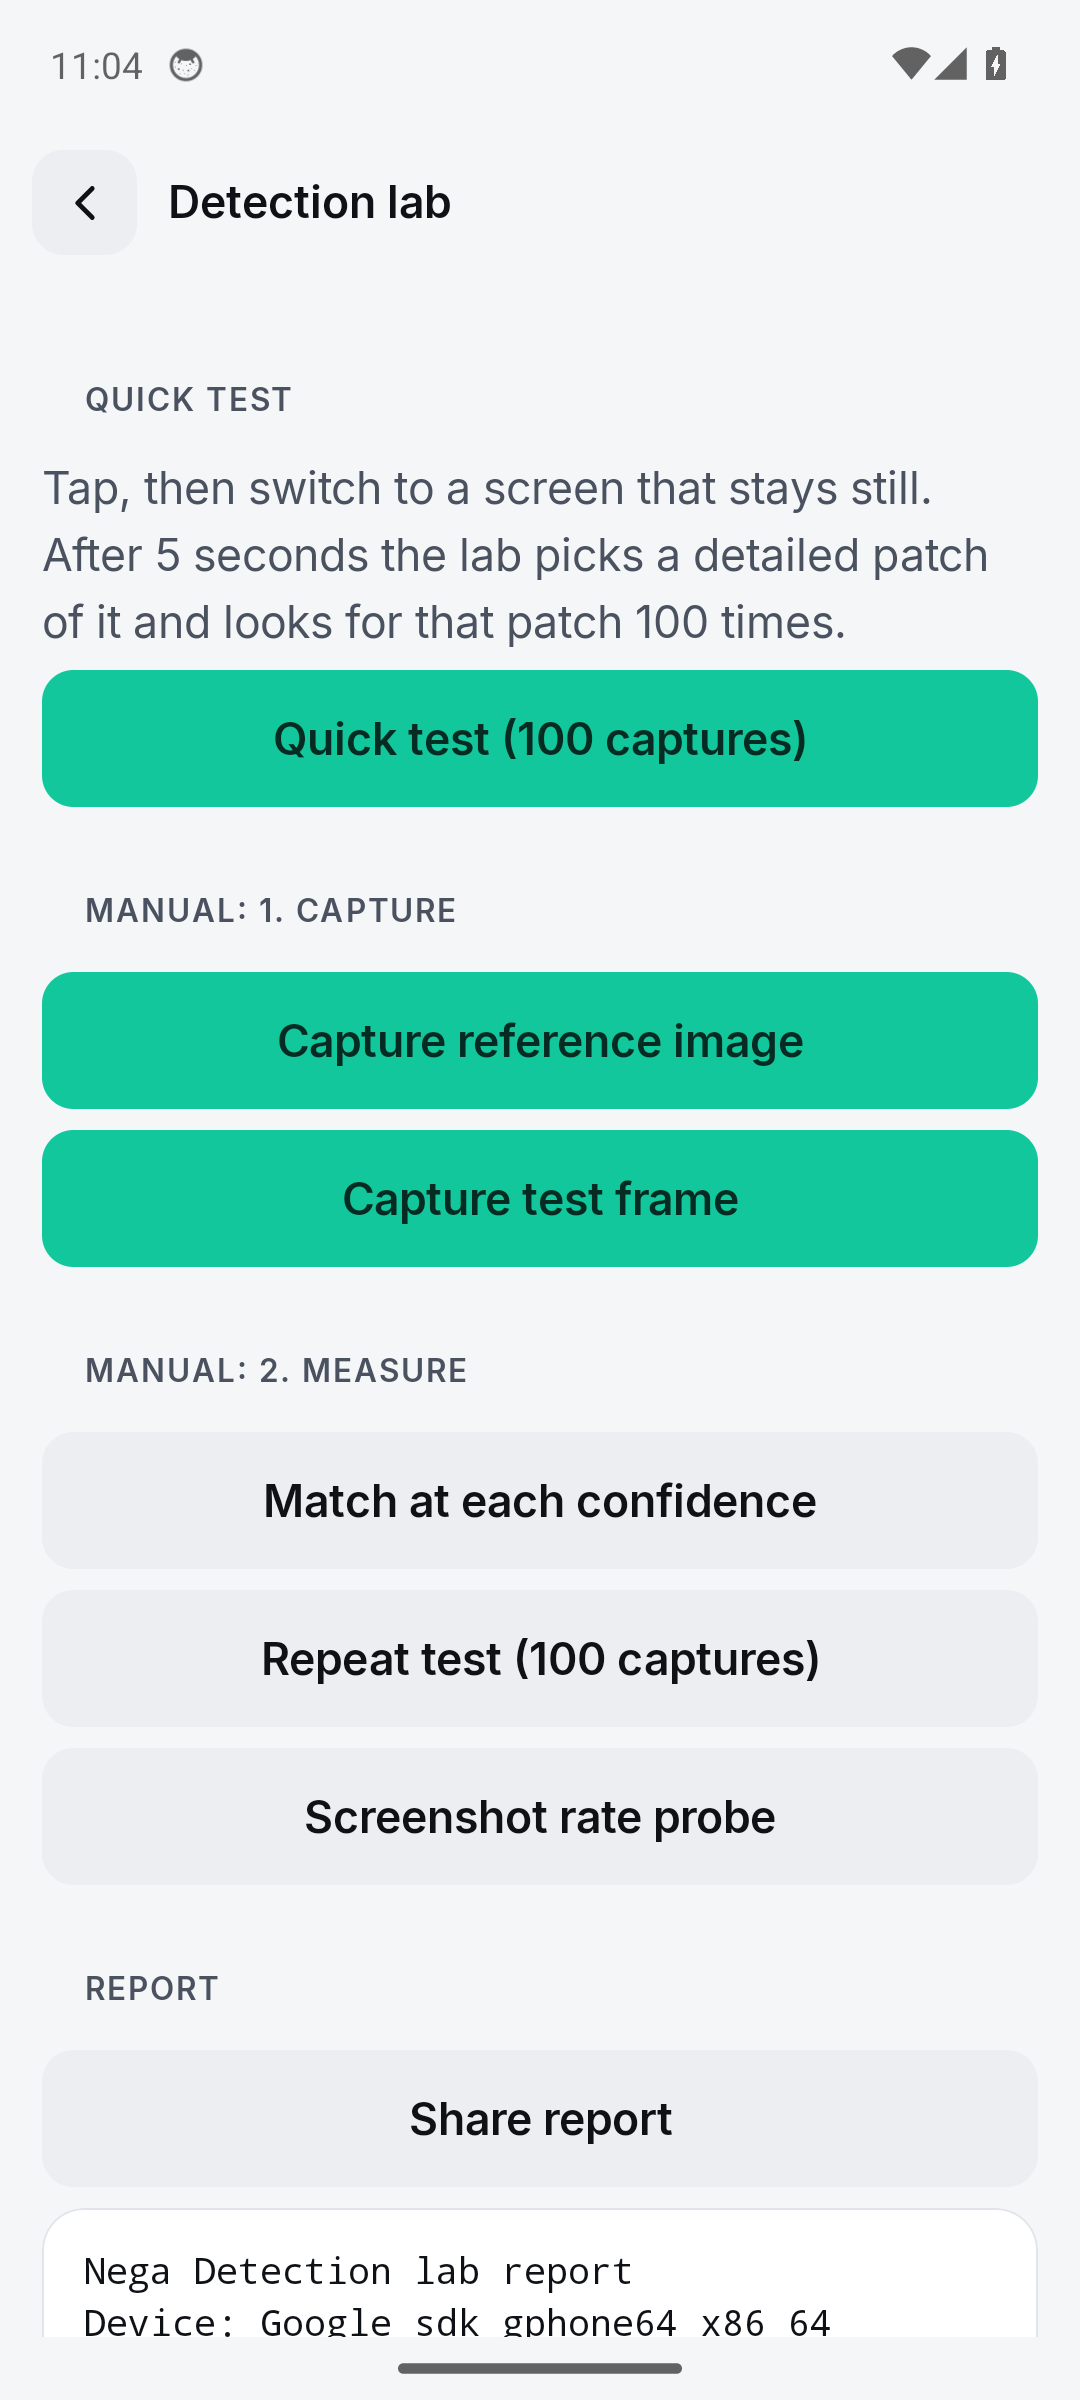 11:04
Detection lab
QUICK TEST
Tap, then switch to a screen that stays still.
After 5 seconds the lab picks a detailed patch
of it and looks for that patch 100 times.
Quick test (100 captures)
MANUAL: 1. CAPTURE
Capture reference image
Capture test frame
MANUAL: 2. MEASURE
Match at each confidence
Repeat test (100 captures)
Screenshot rate probe
REPORT
Share report
Nega Detection lab report
Device: Google sdk_gphone64_x86_64